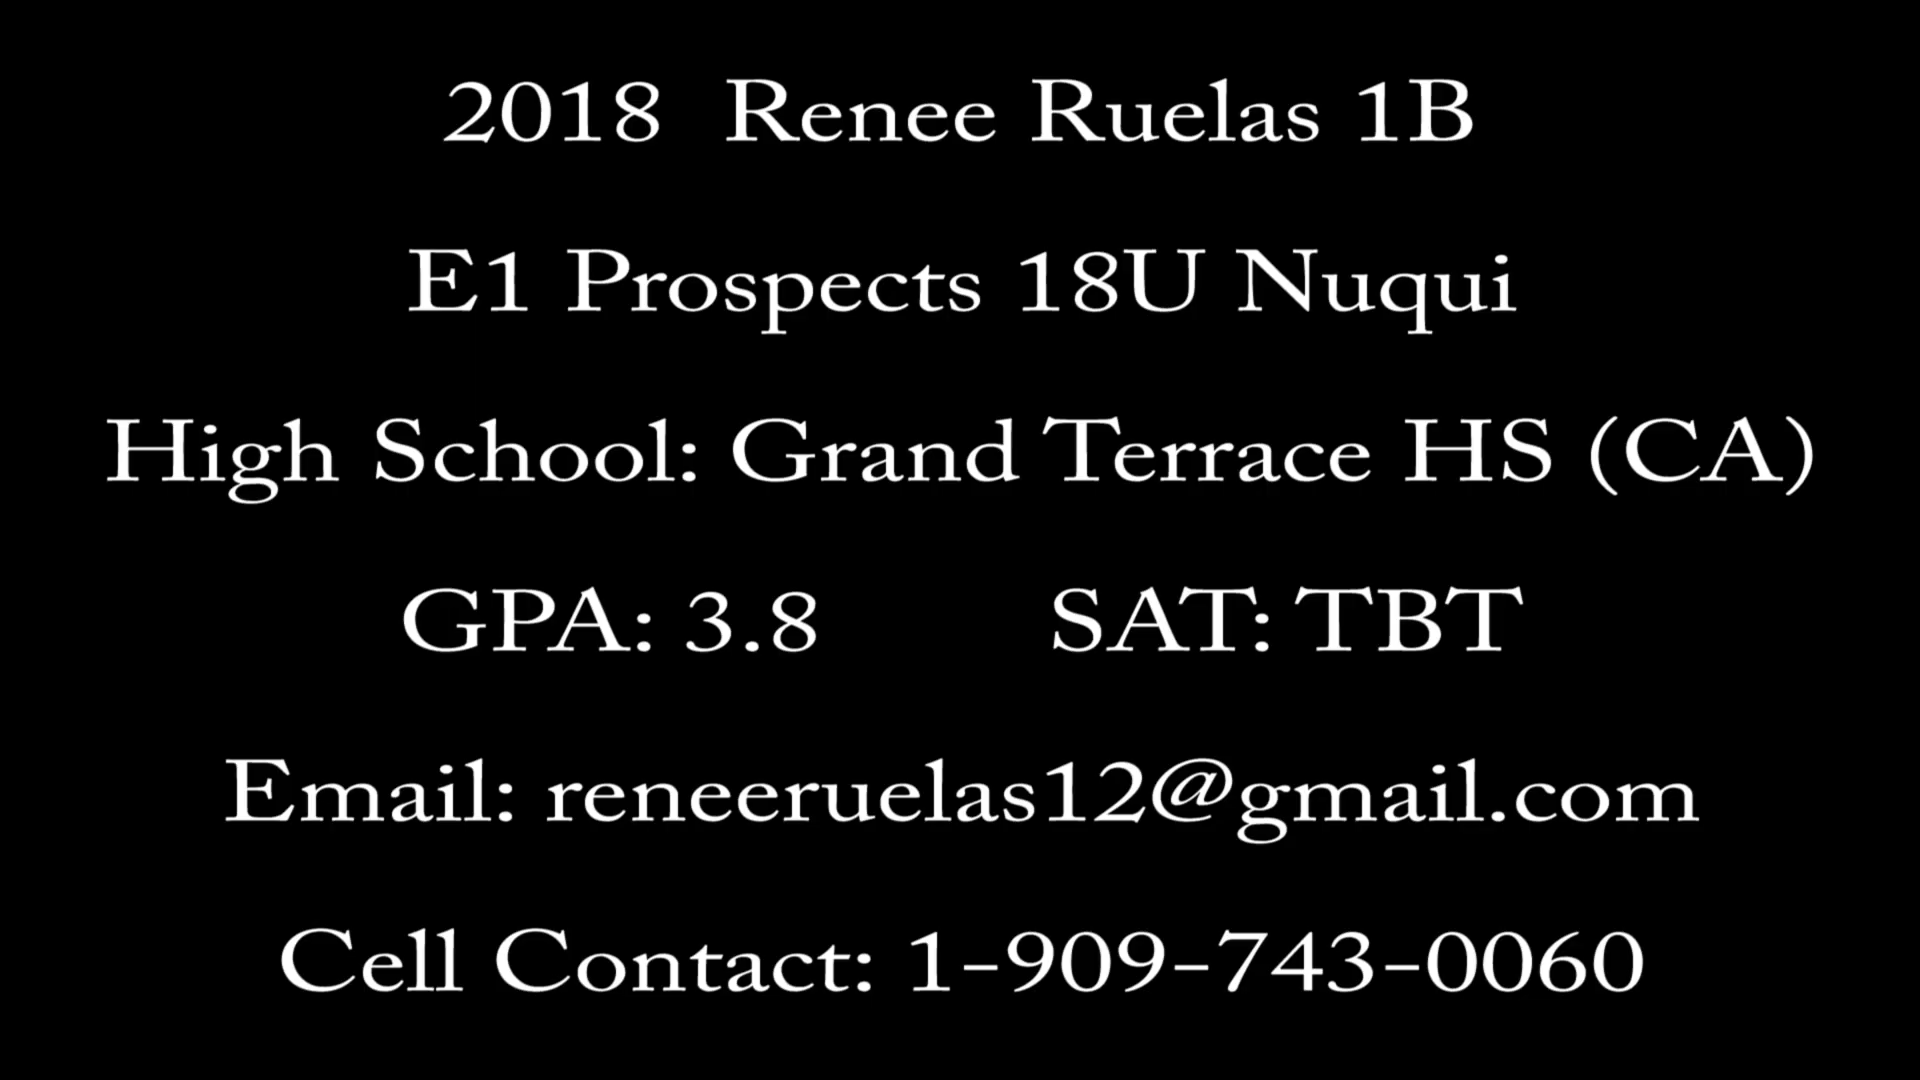 2018 Renee Ruelas 1B
E1 Prospects 18U Nuqui
High School: Grand Terrace HS (CA)
GPA: 3.8 SAT: TBT
Email: reneeruelas12@gmail.com
Cell Contact: 1-909-743-0060